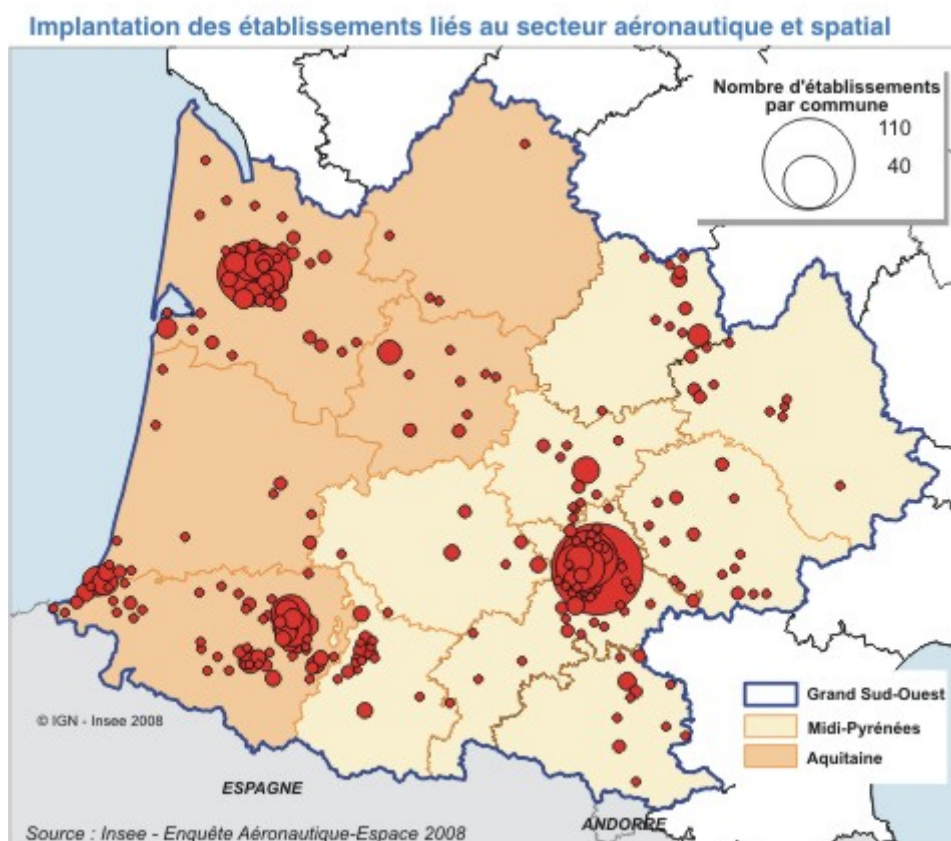 Implantation des établissements liés au secteur aéronautique et spatial
Nombre d'établissements
par commune
110
40
Grand Sud-Ouest
Midi-Pyrénées
Aquitaine
© IGN - Insee 2008
ESPAGNE
ANDORRE
Source : Insee - Enquête Aéronautique-Espace 2008